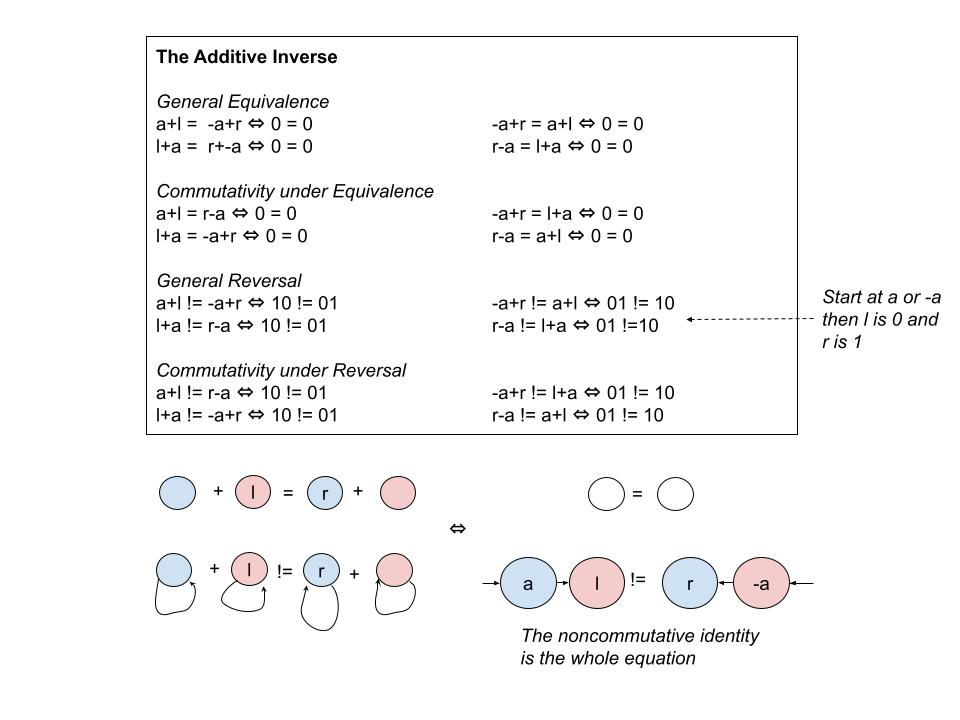 The Additive Inverse
General Equivalence
a+l =  -a+r ⇔ 0 = 0
-a+r = a+l ⇔ 0 = 0
l+a =  r+-a ⇔ 0 = 0
r-a = l+a ⇔ 0 = 0
Commutativity under Equivalence
a+l = r-a ⇔ 0 = 0
-a+r = l+a ⇔ 0 = 0
l+a = -a+r ⇔ 0 = 0
r-a = a+l ⇔ 0 = 0
General Reversal
a+l != -a+r ⇔ 10 != 01
-a+r != a+l ⇔ 01 != 10
l+a != r-a ⇔ 10 != 01
r-a != l+a ⇔ 01 !=10
Start at a or -a
then l is 0 and
r is 1
Commutativity under Reversal
a+l != r-a ⇔ 10 != 01
-a+r != l+a ⇔ 01 != 10
l+a != -a+r ⇔ 10 != 01
r-a != a+l ⇔ 01 != 10
+ l = r +
=
⇔
+ l != r +
a l != r -a
The noncommutative identity
is the whole equation